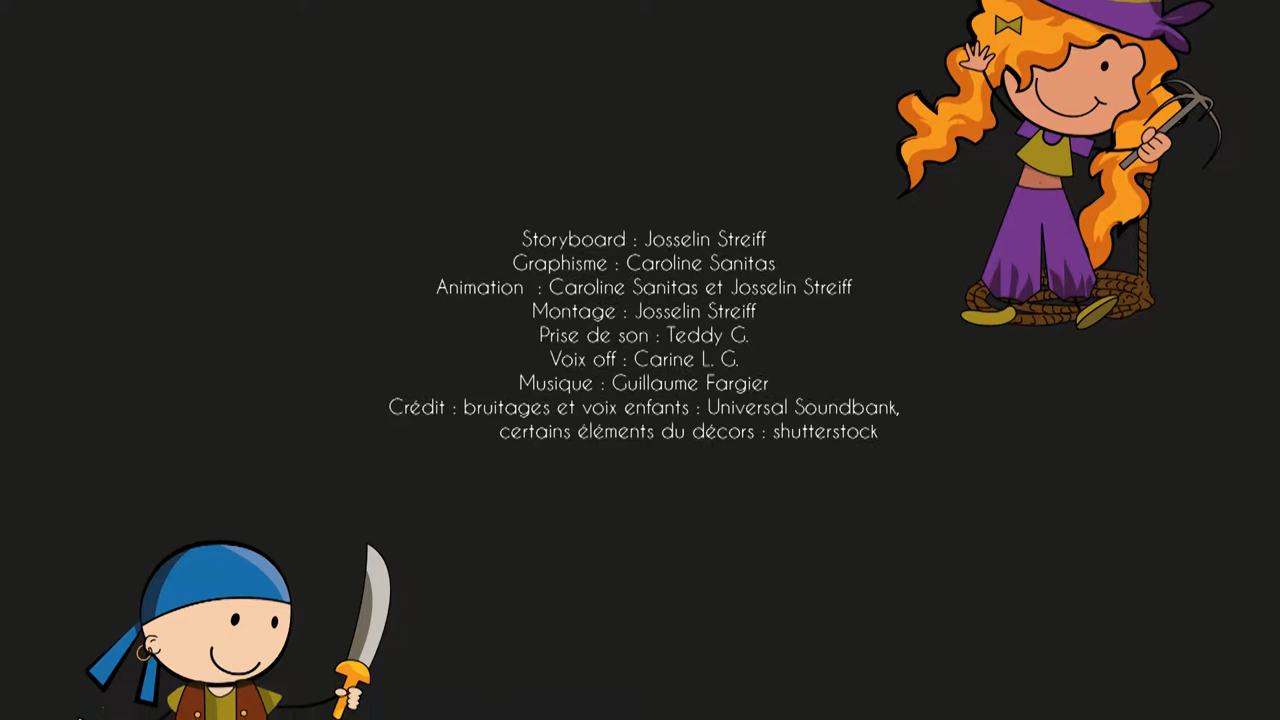 Storyboard : Josselin Streiff
Graphisme : Caroline Sanitas
Animation : Caroline Sanitas et Josselin Streiff
Montage : Josselin Streiff
Prise de son : Teddy G.
Voix off : Carine L. G.
Musique : Guillaume Fargier
Crédit : bruitages et voix enfants : Universal Soundbank,
certains éléments du décors : shutterstock